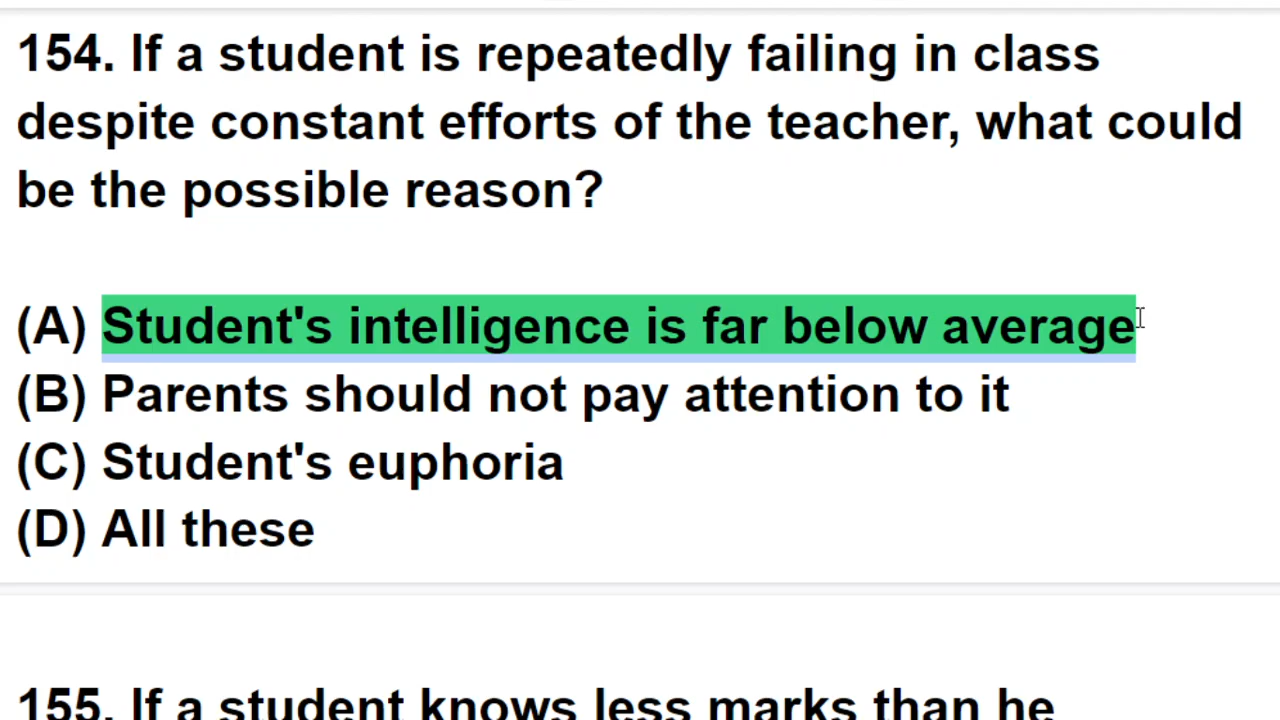 154. If a student is repeatedly failing in class
despite constant efforts of the teacher, what could
be the possible reason?
(A) Student's intelligence is far below average
(B) Parents should not pay attention to it
(C) Student's euphoria
(D) All these
155. If a student knows less marks than he